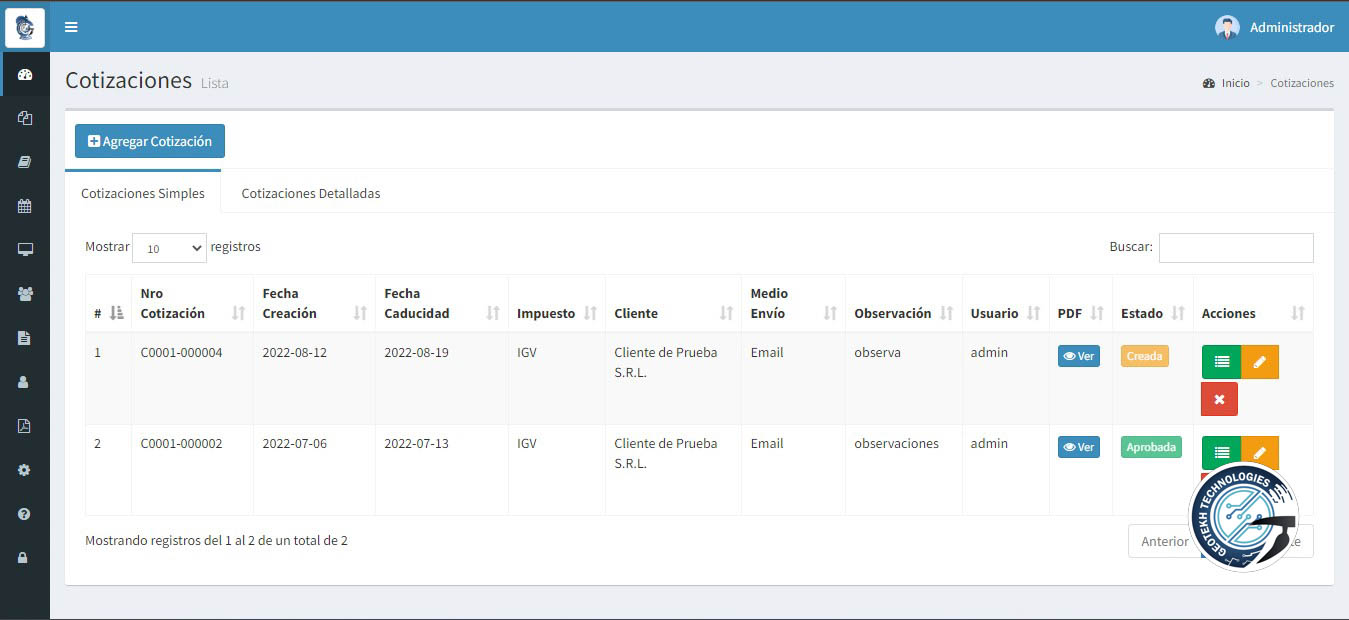 Administrador
Cotizaciones Lista
Inicio > Cotizaciones
Agregar Cotización
Cotizaciones Simples Cotizaciones Detalladas
Mostrar 10 registros Buscar:
# Nro Cotización Fecha Creación Fecha Caducidad Impuesto Cliente Medio Envío Observación Usuario PDF Estado Acciones
1 C0001-000004 2022-08-12 2022-08-19 IGV Cliente de Prueba S.R.L. Email observa admin Ver Creada
2 C0001-000002 2022-07-06 2022-07-13 IGV Cliente de Prueba S.R.L. Email observaciones admin Ver Aprobada
Mostrando registros del 1 al 2 de un total de 2
Anterior
GEOTEKH TECHNOLOGIES